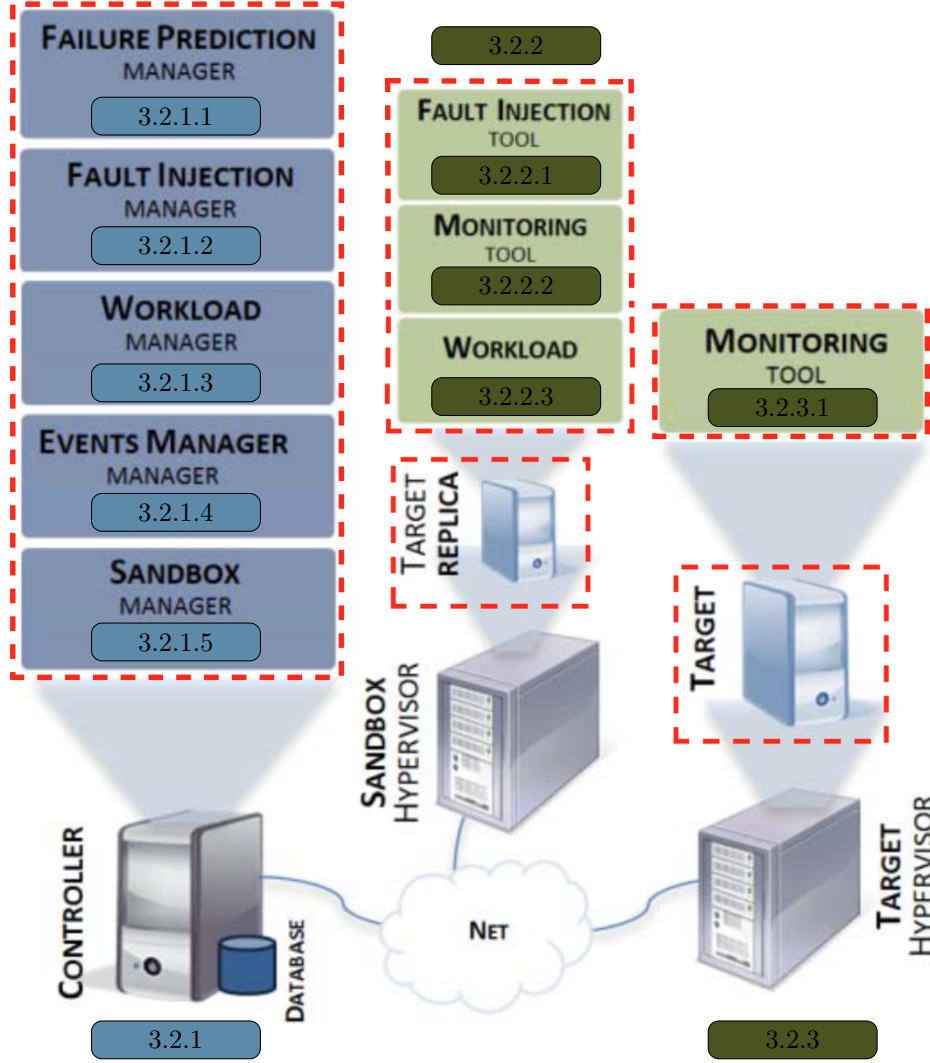 FAILURE PREDICTION
MANAGER
3.2.1.1
FAULT INJECTION
MANAGER
3.2.1.2
WORKLOAD
MANAGER
3.2.1.3
EVENTS MANAGER
MANAGER
3.2.1.4
SANDBOX
MANAGER
3.2.1.5
CONTROLLER
DATABASE
3.2.1
3.2.2
FAULT INJECTION
TOOL
3.2.2.1
MONITORING
TOOL
3.2.2.2
WORKLOAD
3.2.2.3
TARGET
REPLICA
SANDBOX
HYPERVISOR
NET
MONITORING
TOOL
3.2.3.1
TARGET
TARGET
HYPERVISOR
3.2.3